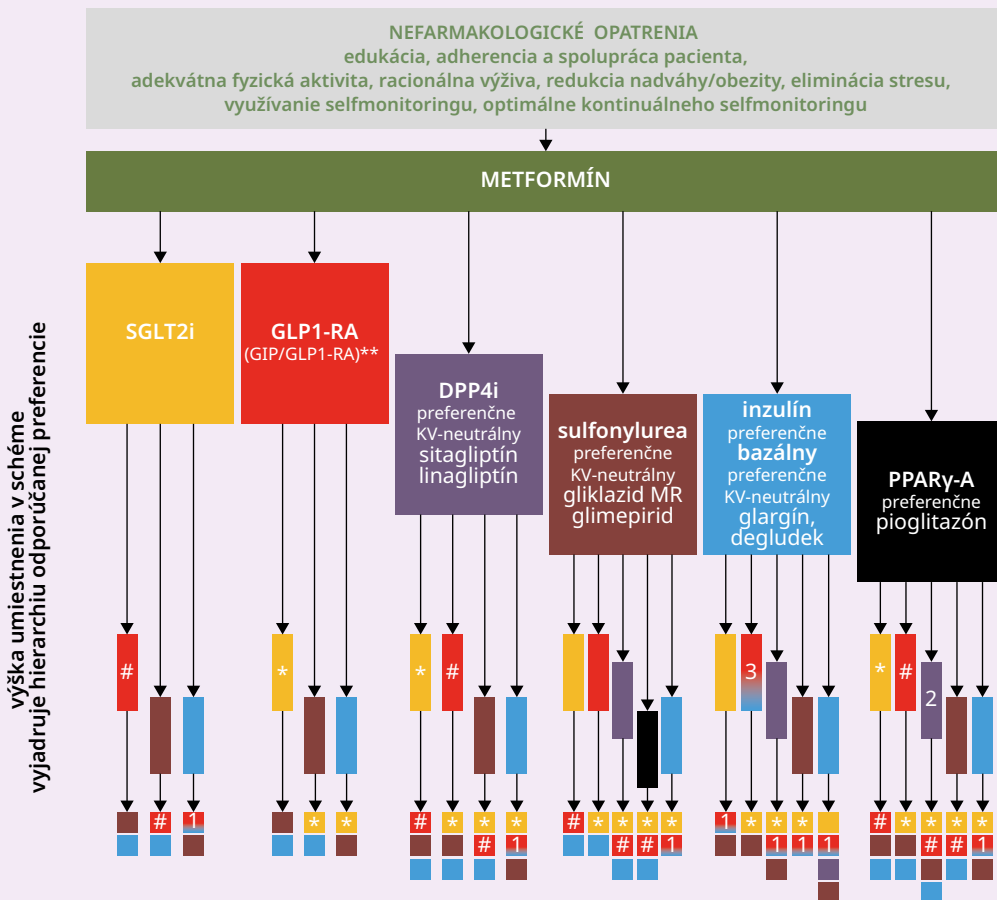 NEFARMAKOLOGICKÉ OPATRENIA
edukácia, adherencia a spolupráca pacienta,
adekvátna fyzická aktivita, racionálna výživa, redukcia nadváhy/obezity, eliminácia stresu,
využívanie selfmonitoringu, optimálne kontinuálneho selfmonitoringu
METFORMÍN
výška umiestnenia v schéme
vyjadruje hierarchiu odporúčanej preferencie
SGLT2i
GLP1-RA
(GIP/GLP1-RA)**
DPP4i
preferenčne
KV-neutrálny
sitagliptín
linagliptín
sulfonylurea
preferenčne
KV-neutrálny
gliklazid MR
glimepirid
inzulín
preferenčne
bazálny
preferenčne
KV-neutrálny
glargín,
degludek
PPARγ-A
preferenčne
pioglitazón
# * * # 3 * # 2
# 1 * * # * * * # * * * * 1 * * * * # * * * *
# 1 # # 1 1 1 1 # # 1